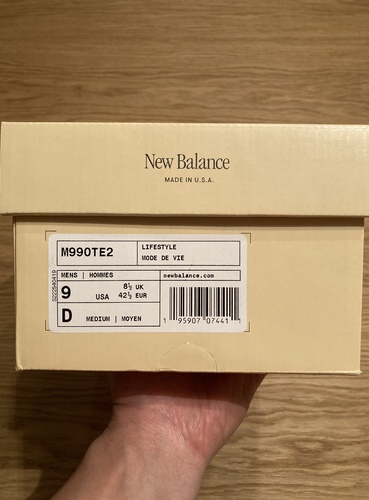 New Balance
MADE IN U.S.A.
M990TE2
LIFESTYLE
MODE DE VIE
MENS | HOMMES
newbalance.com
9
USA
8½ UK
42½ EUR
D
MEDIUM | MOYEN
1 95907 07441 1